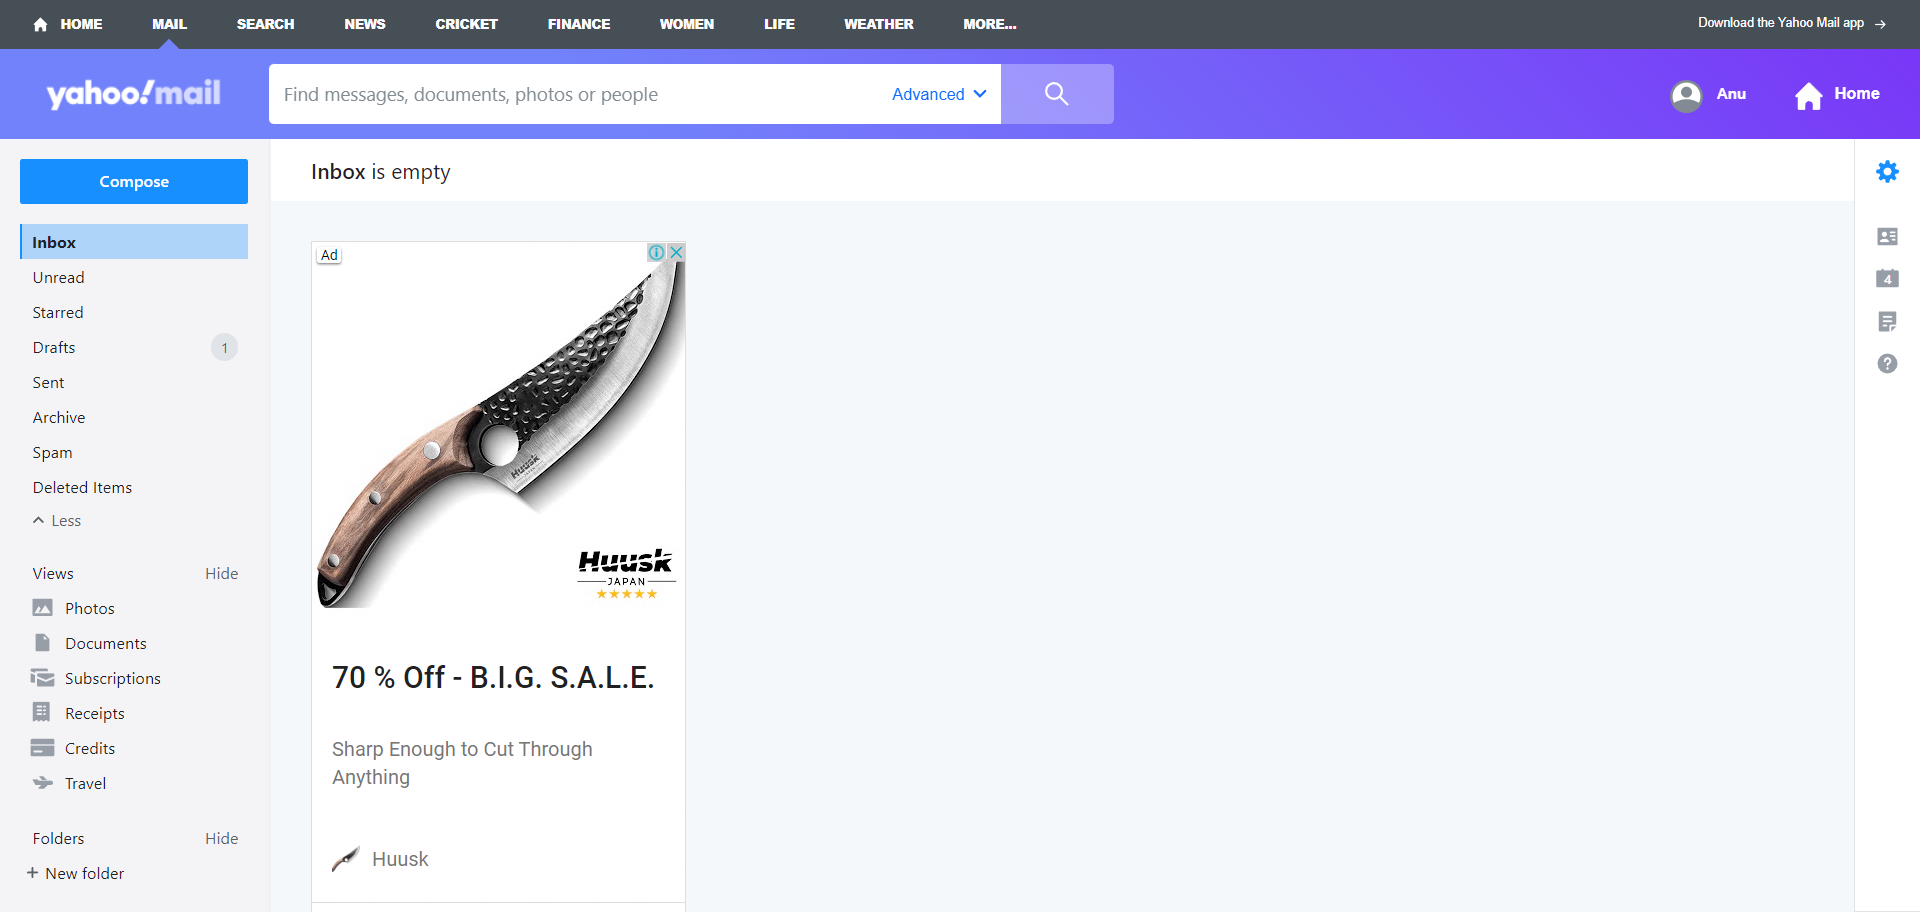 HOME MAIL SEARCH NEWS CRICKET FINANCE WOMEN LIFE WEATHER MORE... Download the Yahoo Mail app →
yahoo!mail Find messages, documents, photos or people Advanced Anu Home
Compose
Inbox is empty
Inbox
Unread
Starred
Drafts 1
Sent
Archive
Spam
Deleted Items
Less
Views Hide
Photos
Documents
Subscriptions
Receipts
Credits
Travel
Folders Hide
+ New folder
Ad
Huusk
Huusk
JAPAN
70 % Off - B.I.G. S.A.L.E.
Sharp Enough to Cut Through
Anything
Huusk
4
?